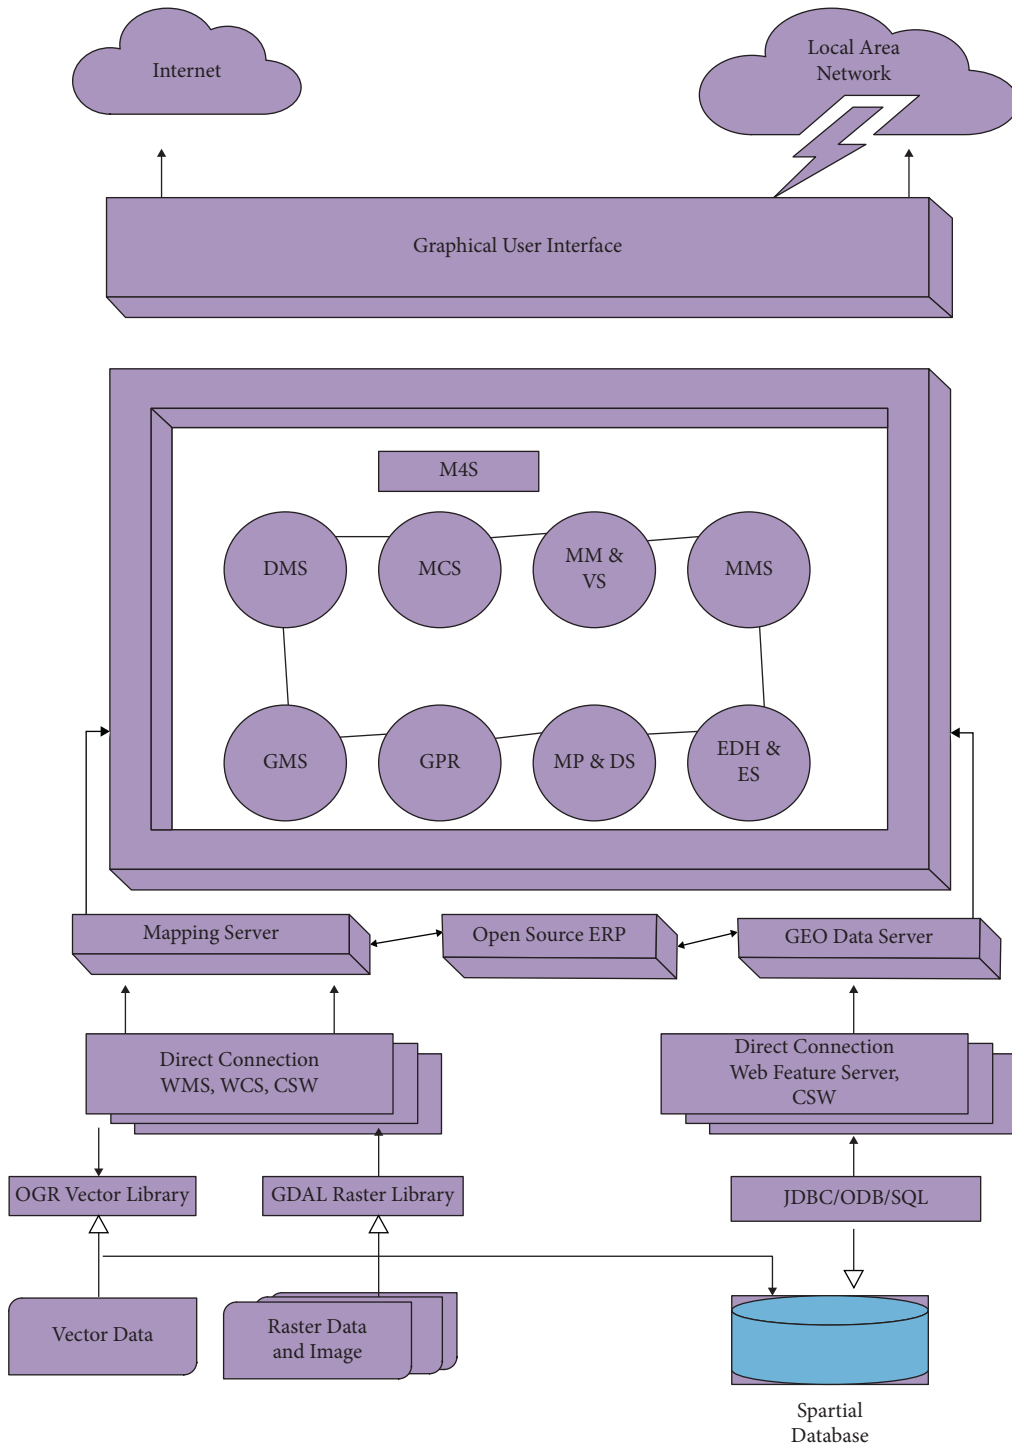 Internet
Local Area
Network
Graphical User Interface
M4S
DMS
MCS
MM &
VS
MMS
GMS
GPR
MP & DS
EDH &
ES
Mapping Server
Open Source ERP
GEO Data Server
Direct Connection
WMS, WCS, CSW
Direct Connection
Web Feature Server,
CSW
OGR Vector Library
GDAL Raster Library
JDBC/ODB/SQL
Vector Data
Raster Data
and Image
Spartial
Database